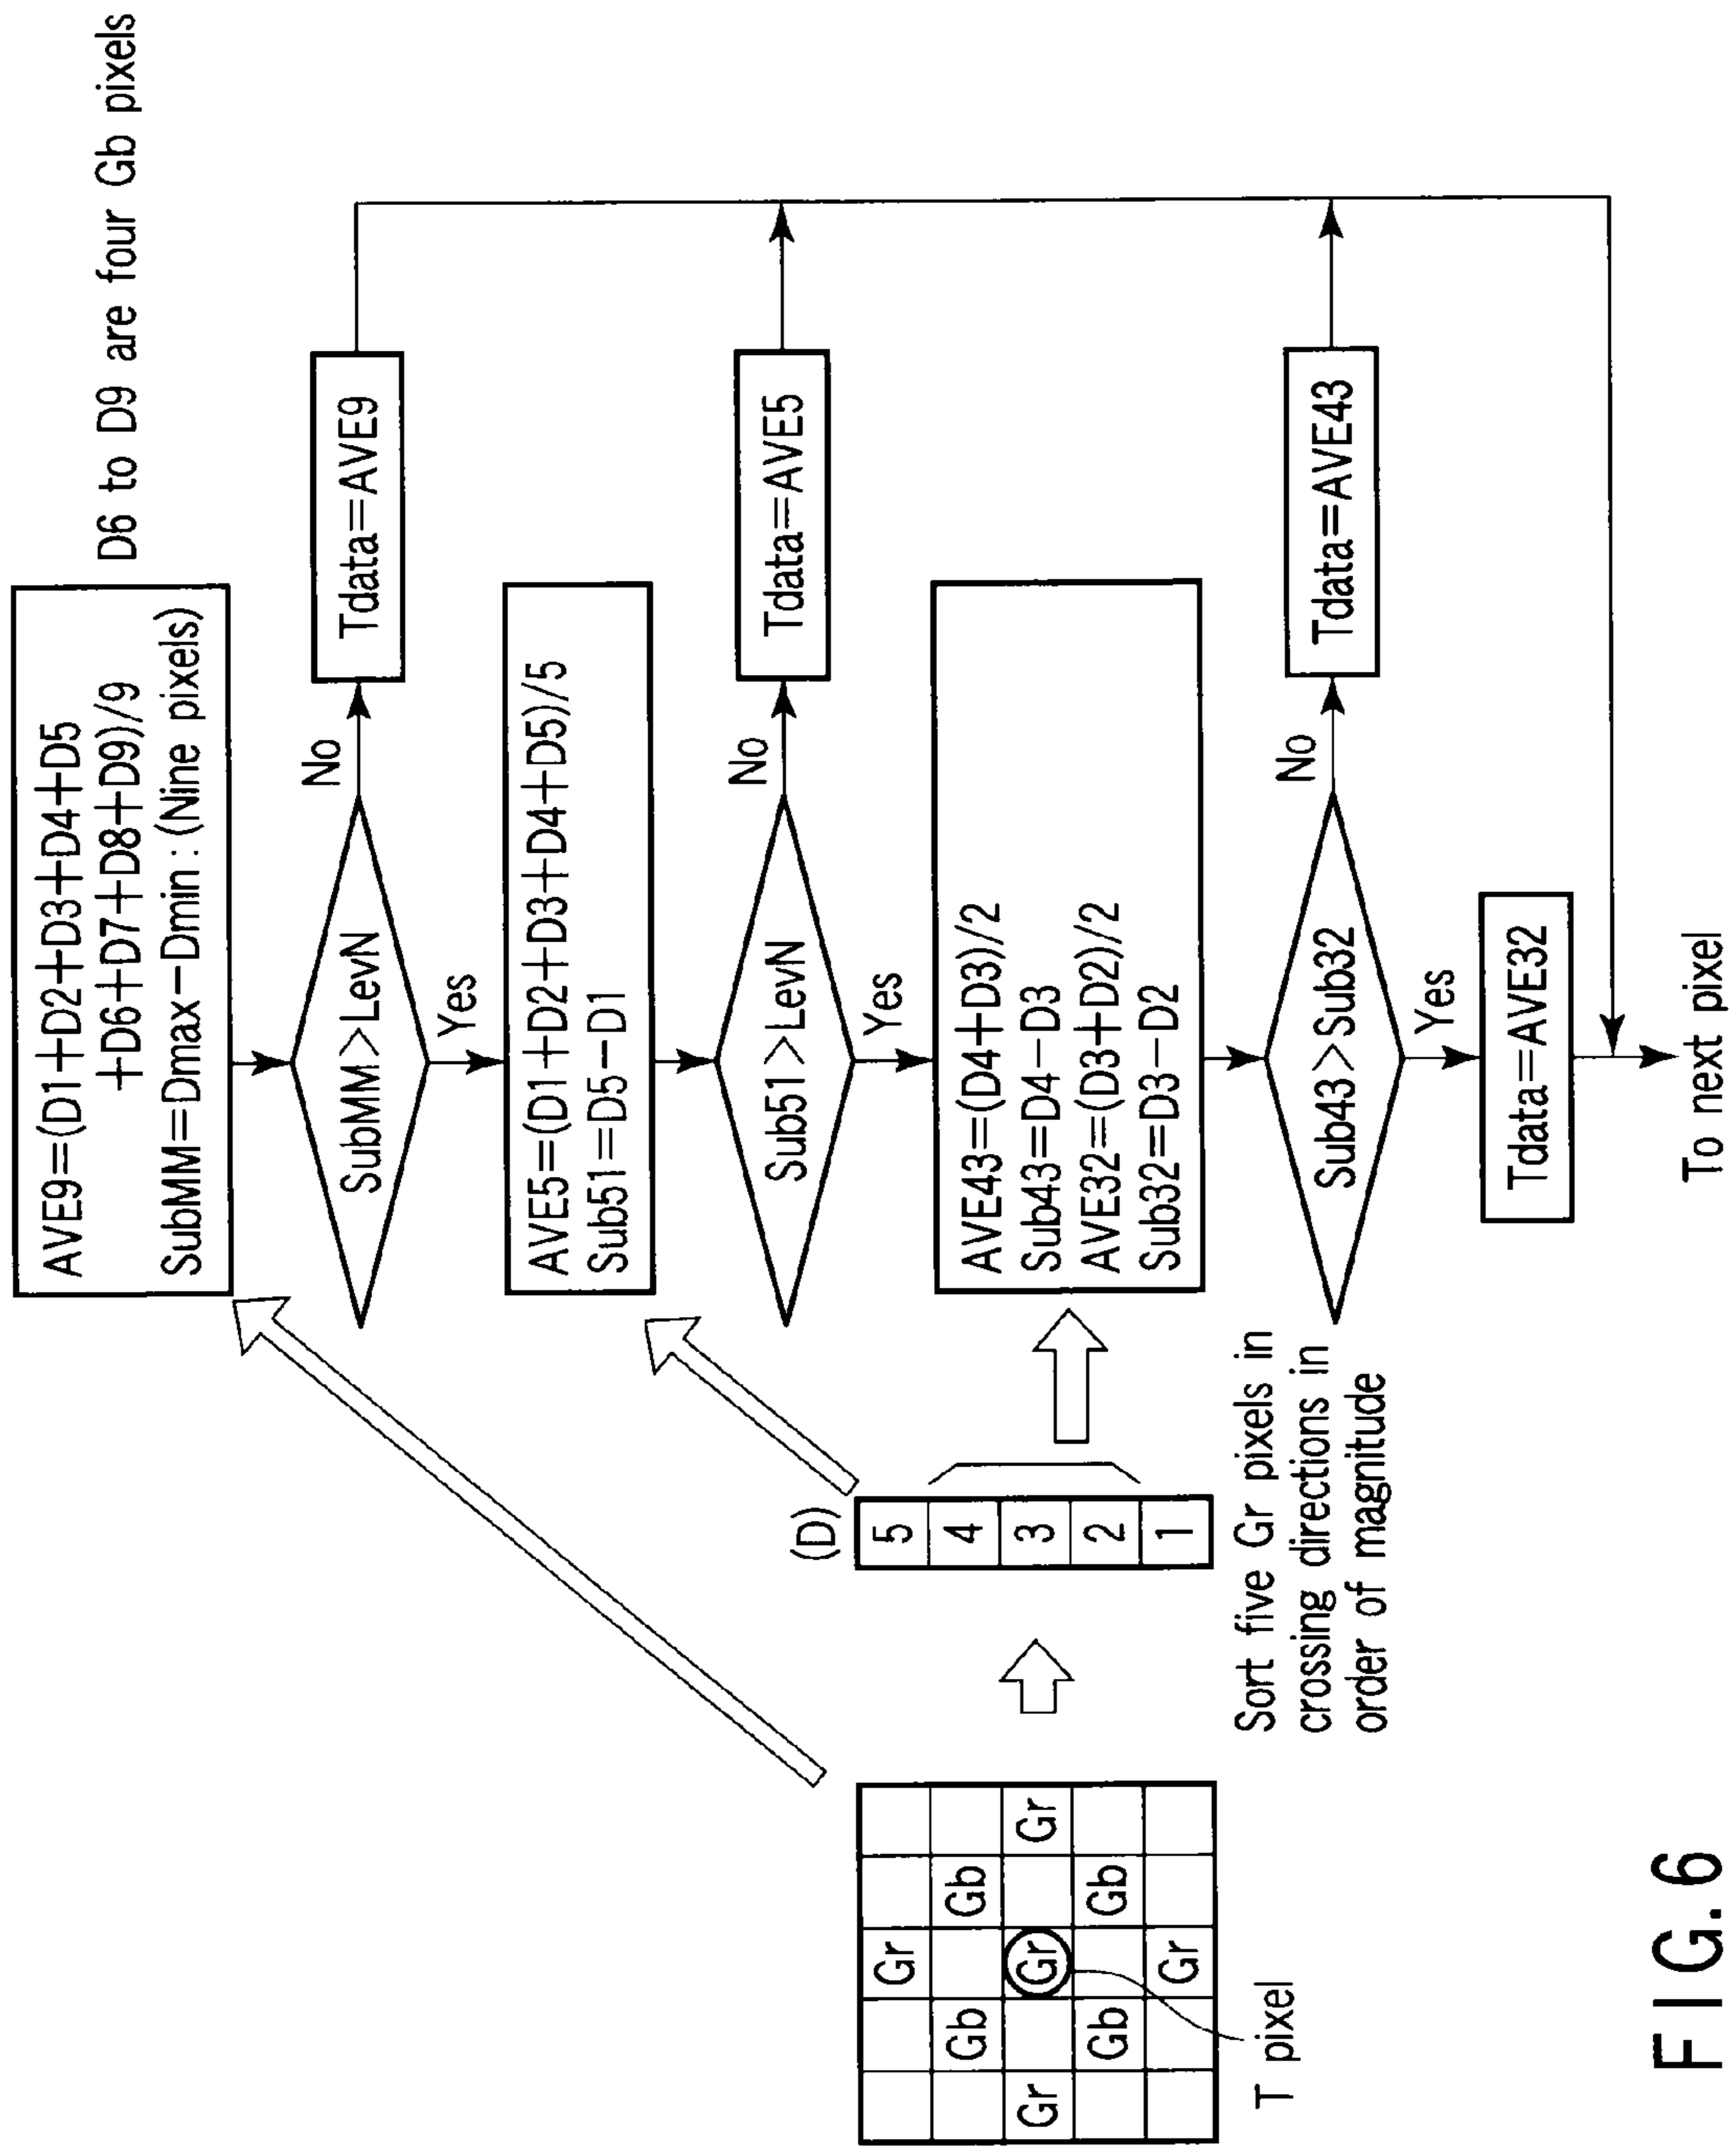 D6 to D9 are four Gb pixels
AVE9=(D1+D2+D3+D4+D5
+D6+D7+D8+D9)/9
SubMM=Dmax-Dmin:(Nine pixels)
SubMM>LevN
No
Tdata=AVE9
Yes
AVE5=(D1+D2+D3+D4+D5)/5
Sub51=D5-D1
Sub51>LevN
No
Tdata=AVE5
Yes
AVE43=(D4+D3)/2
Sub43=D4-D3
AVE32=(D3+D2)/2
Sub32=D3-D2
Sub43>Sub32
No
Tdata=AVE43
Yes
Tdata=AVE32
To next pixel
(D)
5
4
3
2
1
Sort five Gr pixels in
crossing directions in
order of magnitude
Gr
Gb Gb
Gr Gr Gr
Gb Gb
Gr
T pixel
FIG. 6